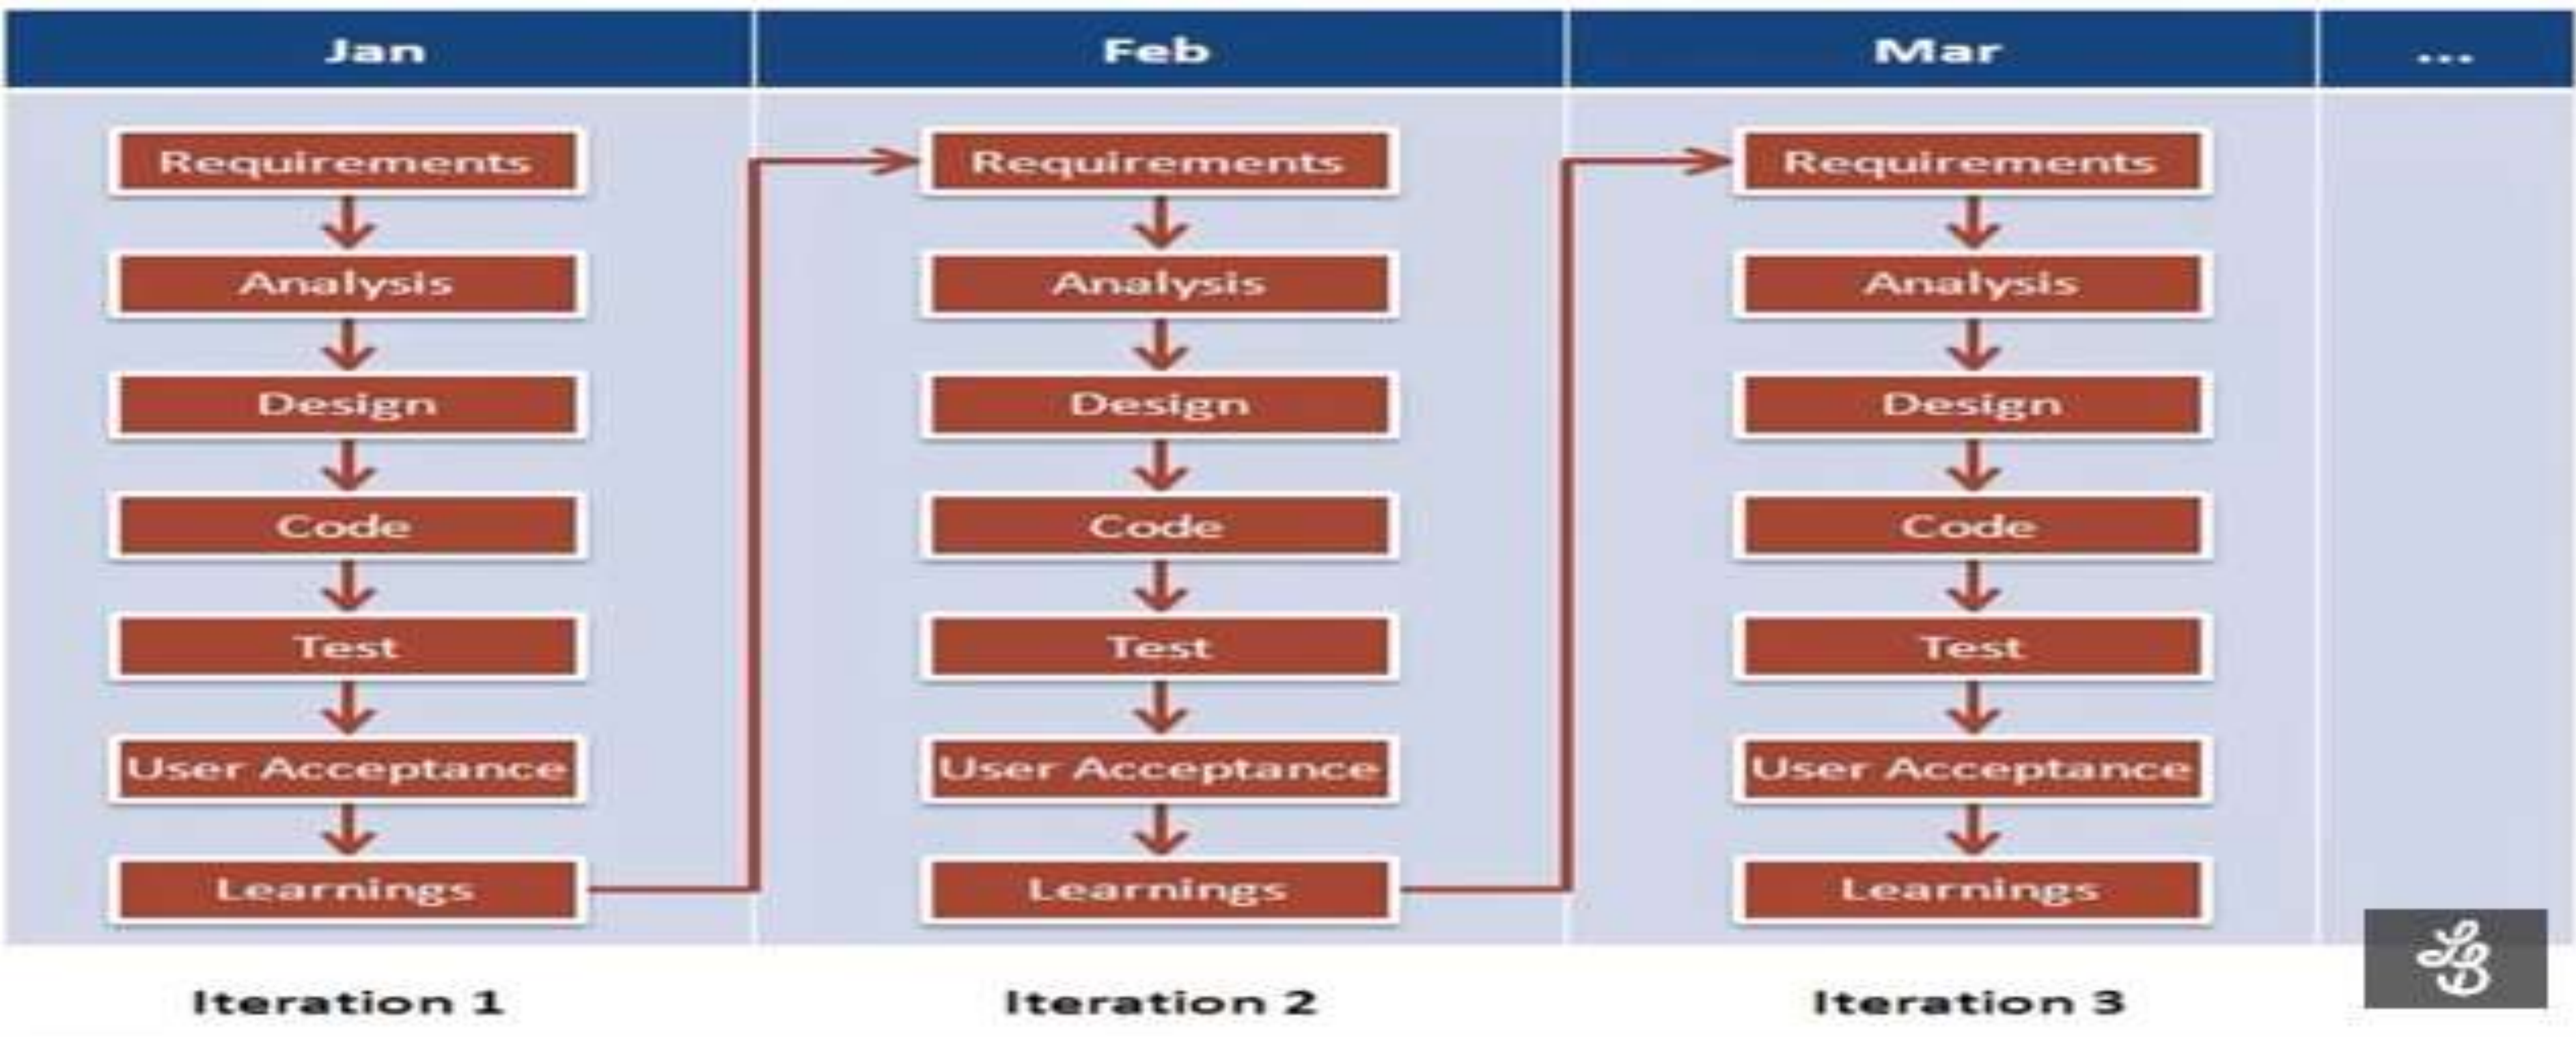 Jan
Feb
Mar
...
Requirements
Analysis
Design
Code
Test
User Acceptance
Learnings
Requirements
Analysis
Design
Code
Test
User Acceptance
Learnings
Requirements
Analysis
Design
Code
Test
User Acceptance
Learnings
Iteration 1
Iteration 2
Iteration 3
LB